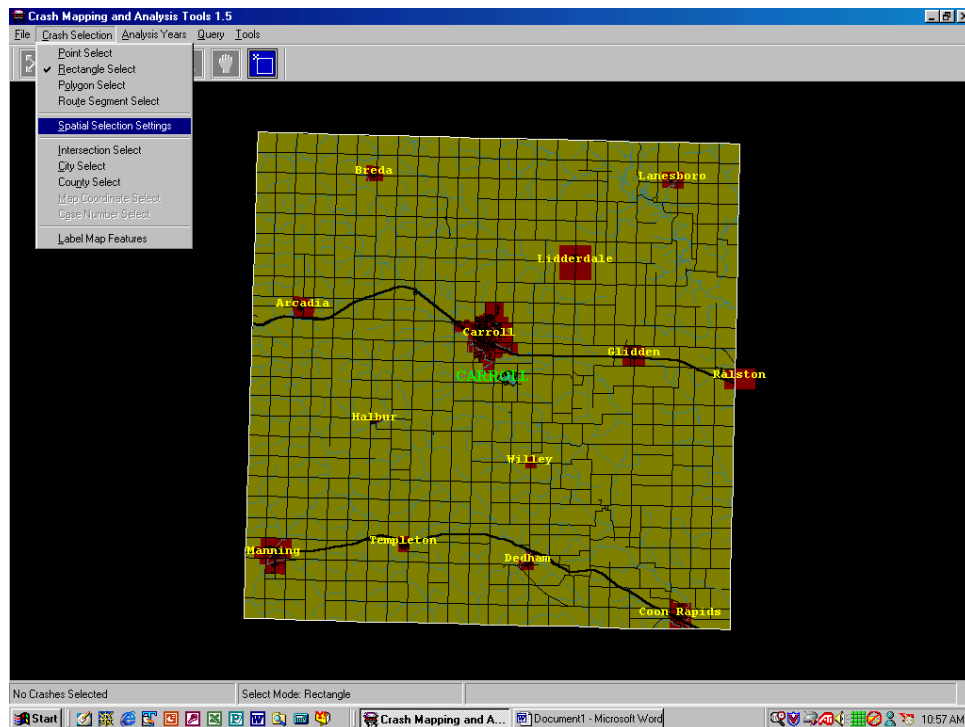 Crash Mapping and Analysis Tools 1.5
File Crash Selection Analysis Years Query Tools
Point Select
Rectangle Select
Polygon Select
Route Segment Select
Spatial Selection Settings
Intersection Select
City Select
County Select
Map Coordinate Select
Case Number Select
Label Map Features
Breda
Lanesboro
Lidderdale
Arcadia
Carroll
Glidden
CARROLL
Ralston
Halbur
Willey
Manning
Templeton
Dedham
Coon Rapids
No Crashes Selected
Select Mode: Rectangle
Start
Crash Mapping and A...
Document1 - Microsoft Word
10:57 AM